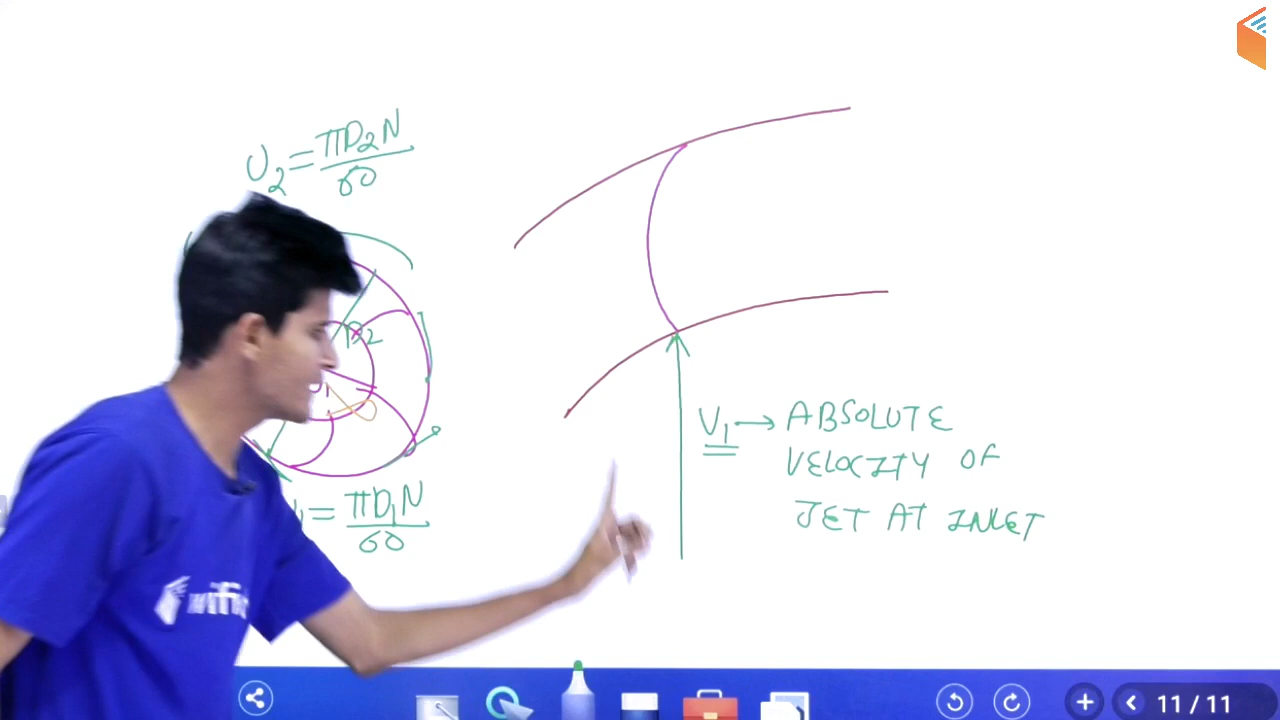 U₂ = πD₂N
60
D₂
V₁ → ABSOLUTE
VELOCITY OF
JET AT INLET
= πD₁N
60
11 / 11